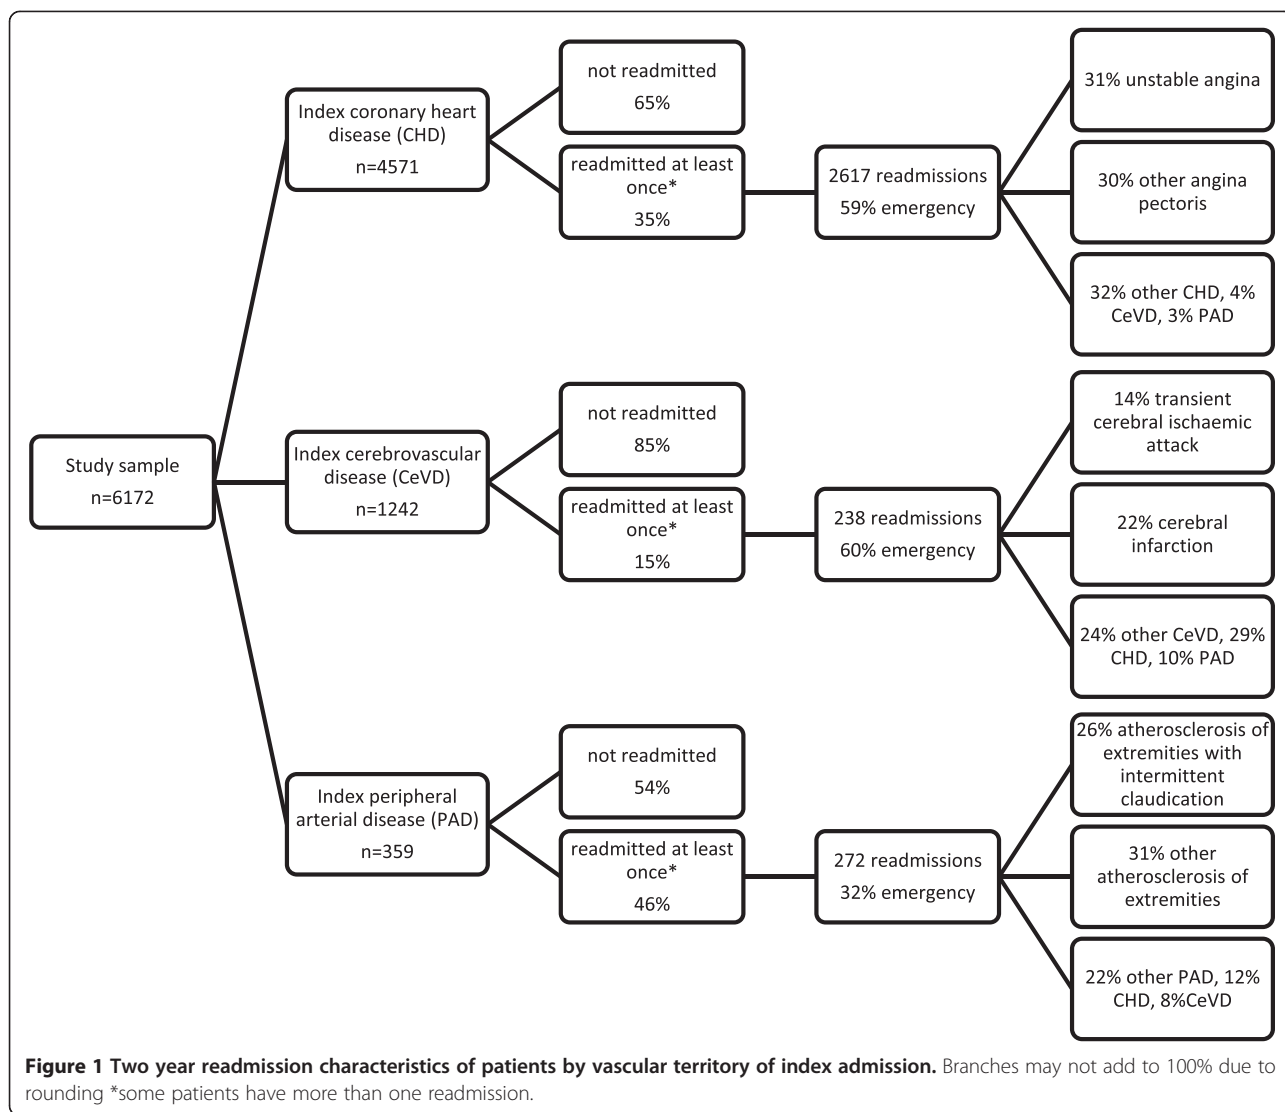 Study sample
n=6172
Index coronary heart
disease (CHD)
n=4571
not readmitted
65%
readmitted at least
once*
35%
2617 readmissions
59% emergency
31% unstable angina
30% other angina
pectoris
32% other CHD, 4%
CeVD, 3% PAD
Index cerebrovascular
disease (CeVD)
n=1242
not readmitted
85%
readmitted at least
once*
15%
238 readmissions
60% emergency
14% transient
cerebral ischaemic
attack
22% cerebral
infarction
24% other CeVD, 29%
CHD, 10% PAD
Index peripheral
arterial disease (PAD)
n=359
not readmitted
54%
readmitted at least
once*
46%
272 readmissions
32% emergency
26% atherosclerosis of
extremities with
intermittent
claudication
31% other
atherosclerosis of
extremities
22% other PAD, 12%
CHD, 8%CeVD
Figure 1 Two year readmission characteristics of patients by vascular territory of index admission. Branches may not add to 100% due to
rounding *some patients have more than one readmission.